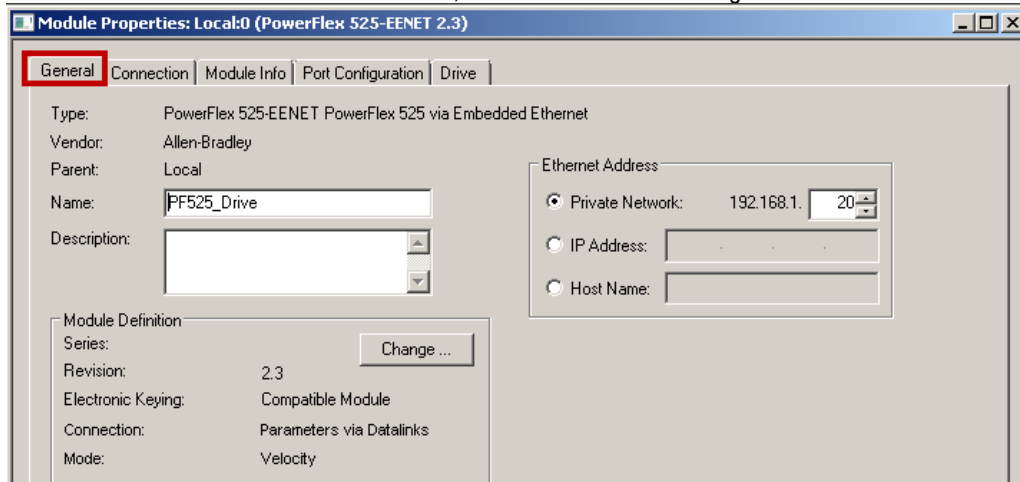 Module Properties: Local:0 (PowerFlex 525-EENET 2.3)
General Connection Module Info Port Configuration Drive
Type: PowerFlex 525-EENET PowerFlex 525 via Embedded Ethernet
Vendor: Allen-Bradley
Parent: Local
Name: PF525_Drive
Description:
Ethernet Address
Private Network: 192.168.1. 20
IP Address: . . .
Host Name:
Module Definition
Series:
Change ...
Revision: 2.3
Electronic Keying: Compatible Module
Connection: Parameters via Datalinks
Mode: Velocity